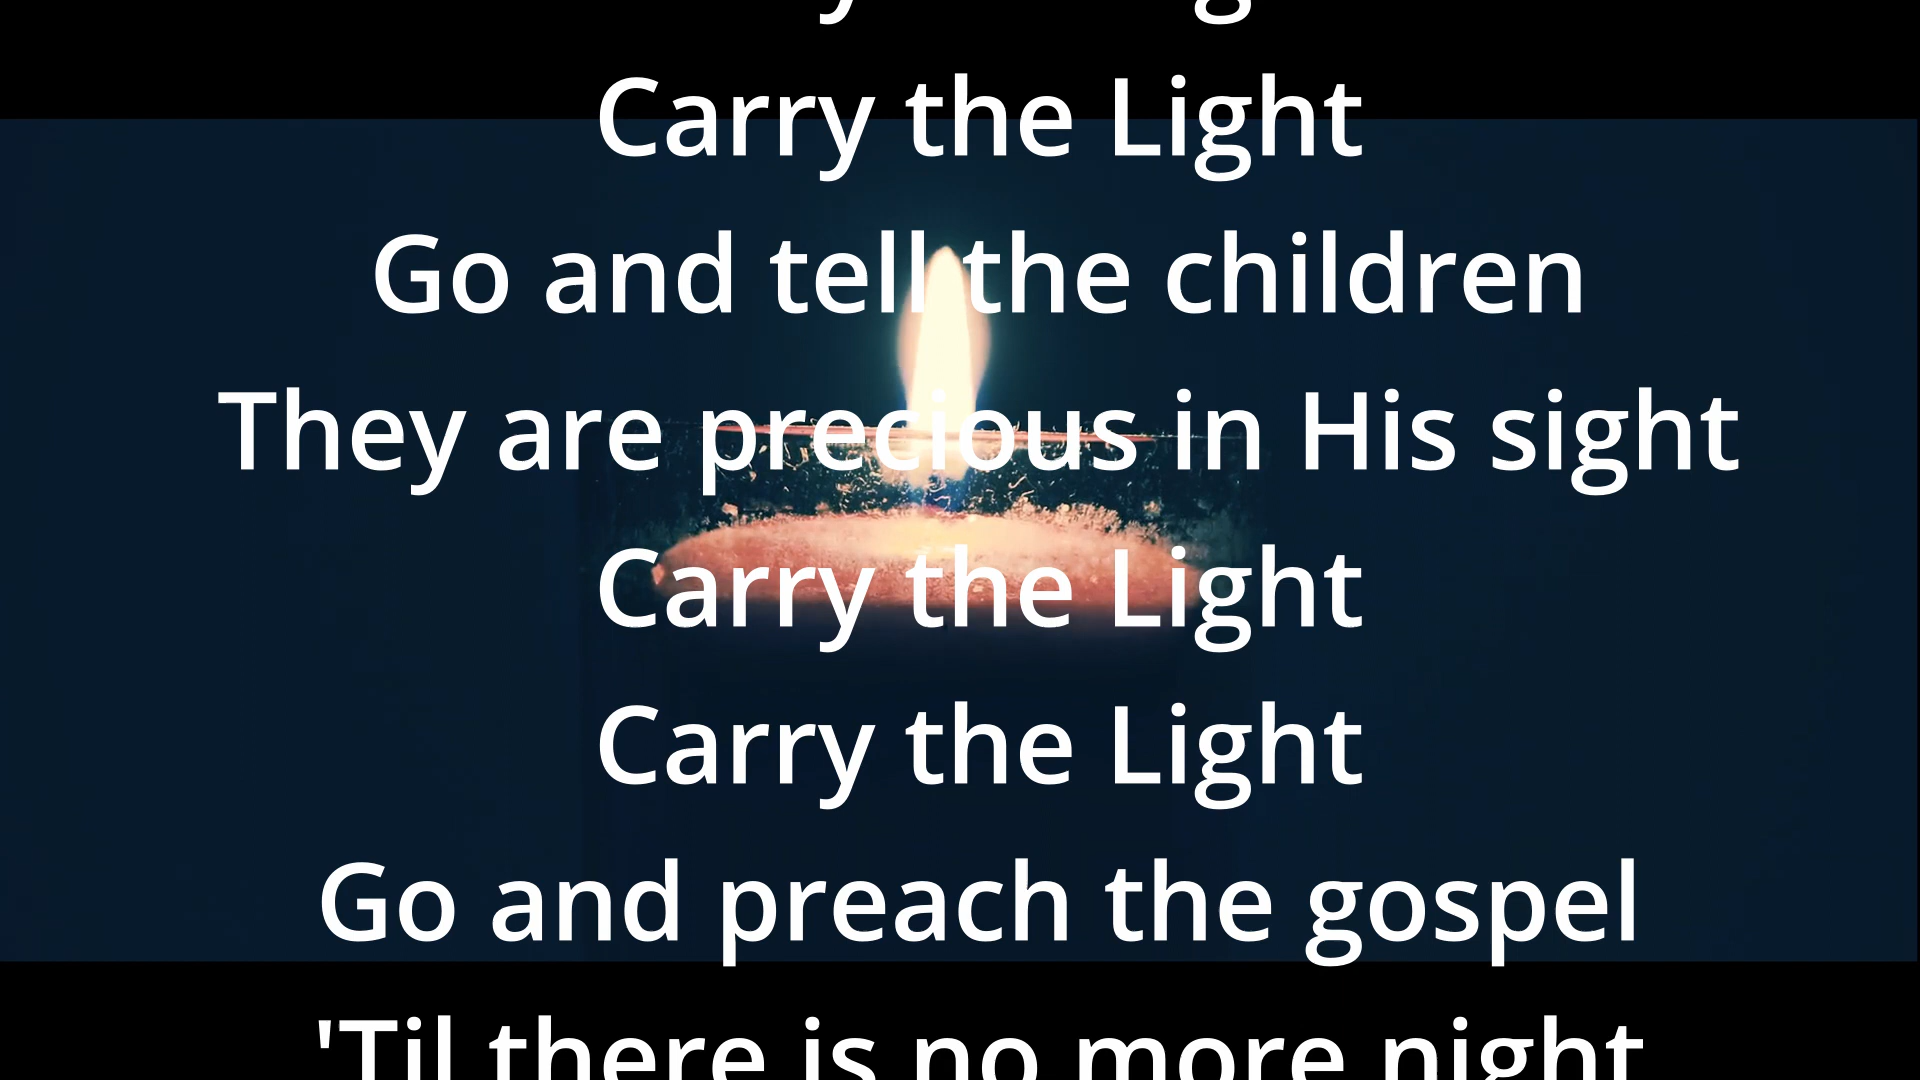 Carry the Light
Go and tell the children
They are precious in His sight
Carry the Light
Carry the Light
Go and preach the gospel
'Til there is no more night